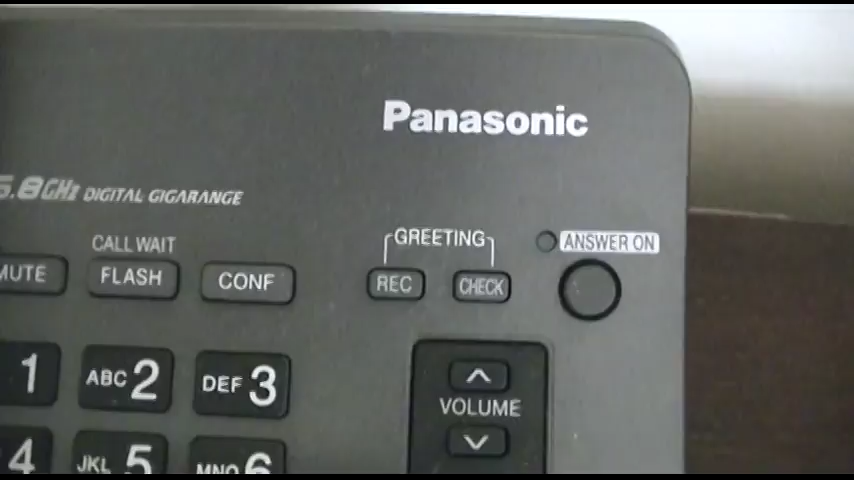 Panasonic
5.8GHz DIGITAL GIGARANGE
CALL WAIT
GREETING
ANSWER ON
MUTE
FLASH
CONF
REC
CHECK
1
ABC 2
DEF 3
VOLUME
4
JKL 5
MNO 6